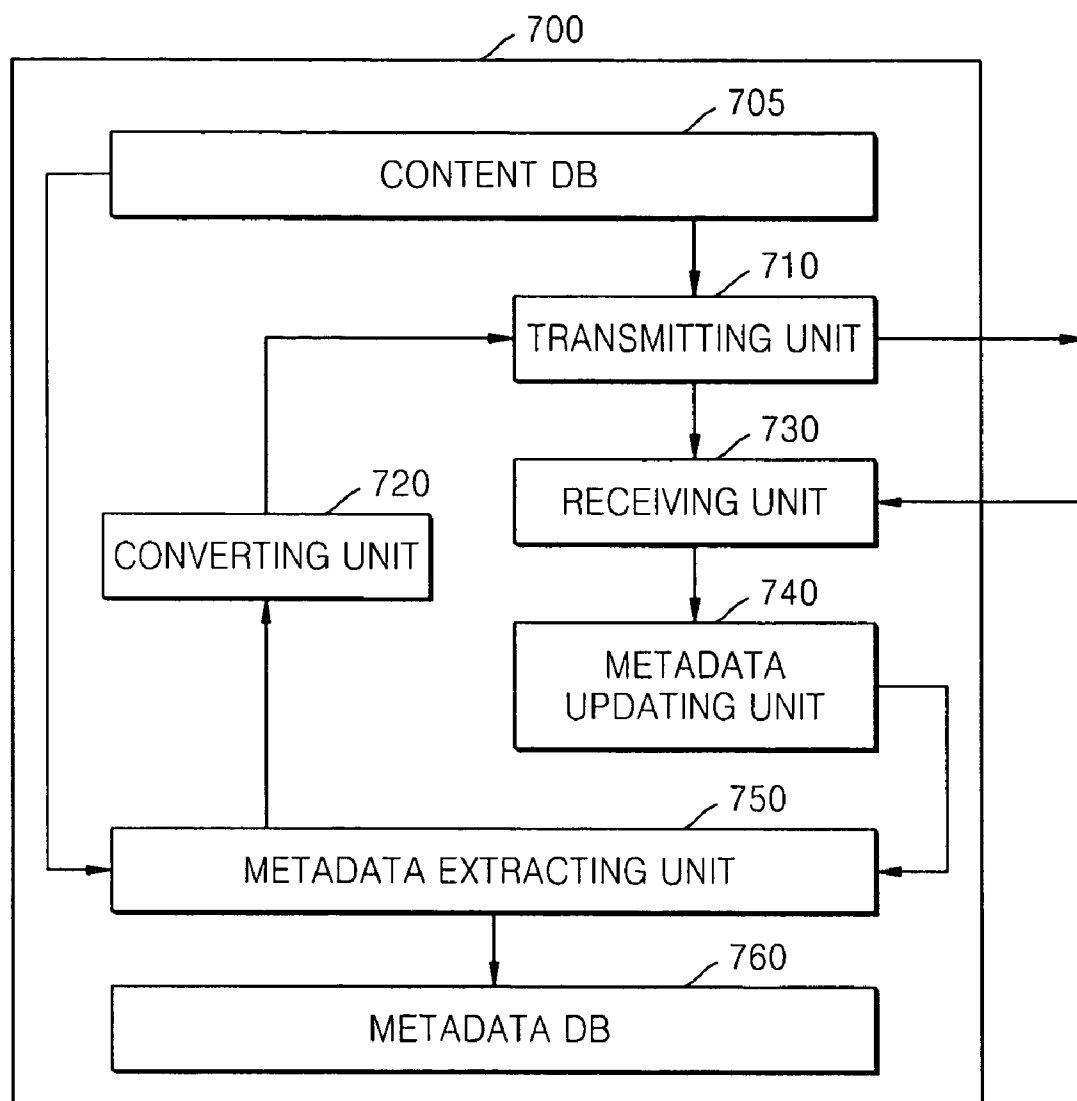 700
705
CONTENT DB
710
TRANSMITTING UNIT
730
RECEIVING UNIT
720
CONVERTING UNIT
740
METADATA
UPDATING UNIT
750
METADATA EXTRACTING UNIT
760
METADATA DB